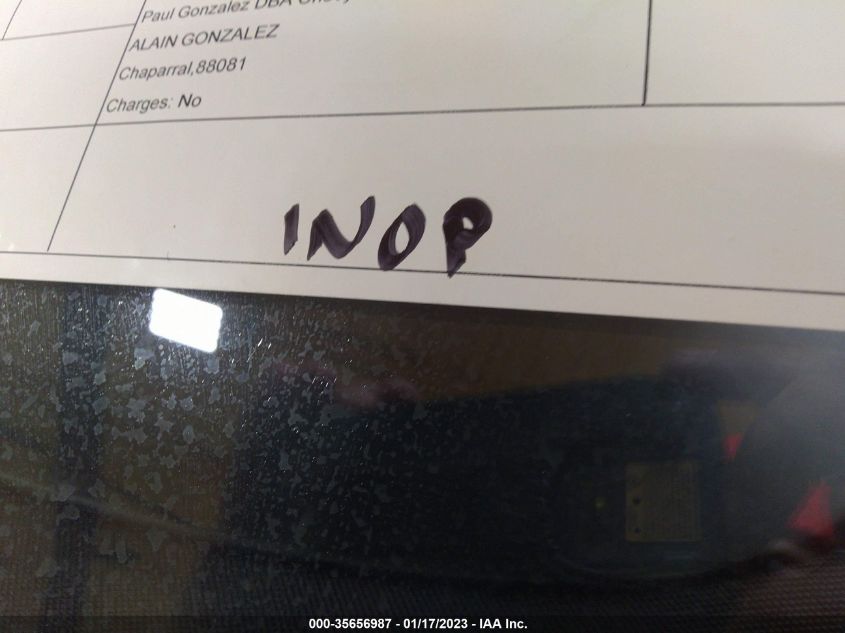 Paul Gonzalez DBA
ALAIN GONZALEZ
Chaparral,88081
Charges: No
INOP
000-35656987 - 01/17/2023 - IAA Inc.